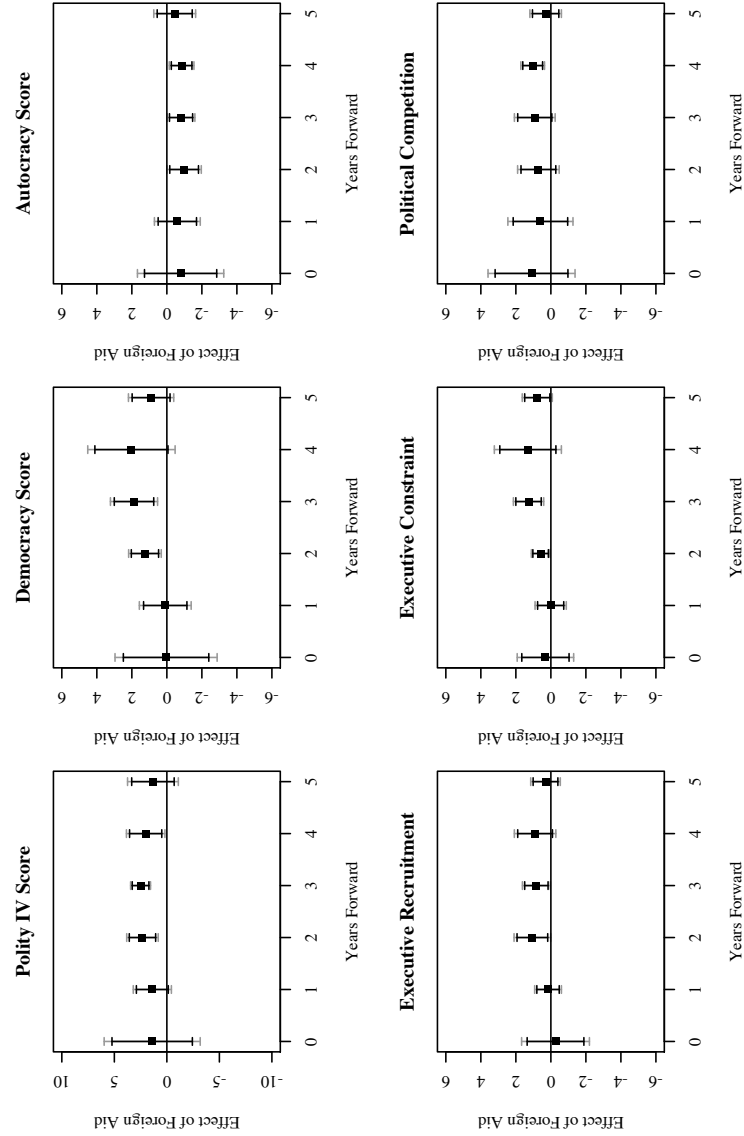 Polity IV Score
Effect of Foreign Aid
10
5
0
-5
-10
0 1 2 3 4 5
Years Forward
Democracy Score
Effect of Foreign Aid
6
4
2
0
-2
-4
-6
0 1 2 3 4 5
Years Forward
Autocracy Score
Effect of Foreign Aid
6
4
2
0
-2
-4
-6
0 1 2 3 4 5
Years Forward
Executive Recruitment
Effect of Foreign Aid
6
4
2
0
-2
-4
-6
0 1 2 3 4 5
Years Forward
Executive Constraint
Effect of Foreign Aid
6
4
2
0
-2
-4
-6
0 1 2 3 4 5
Years Forward
Political Competition
Effect of Foreign Aid
6
4
2
0
-2
-4
-6
0 1 2 3 4 5
Years Forward